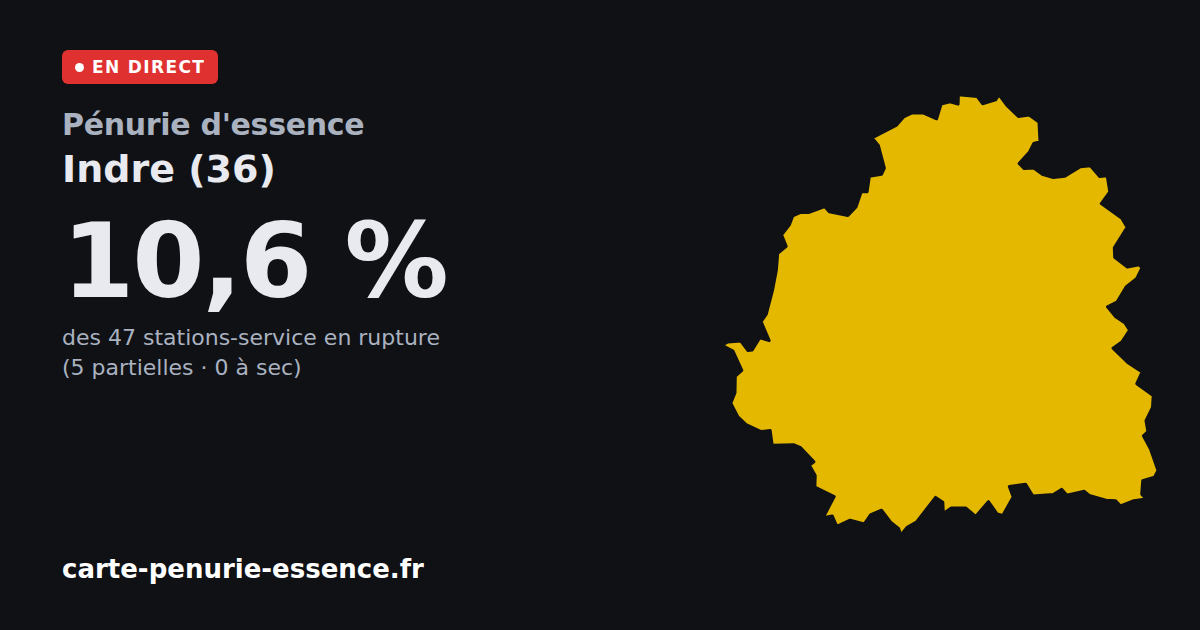 EN DIRECT
Pénurie d'essence
Indre (36)
10,6 %
des 47 stations-service en rupture
(5 partielles · 0 à sec)
carte-penurie-essence.fr